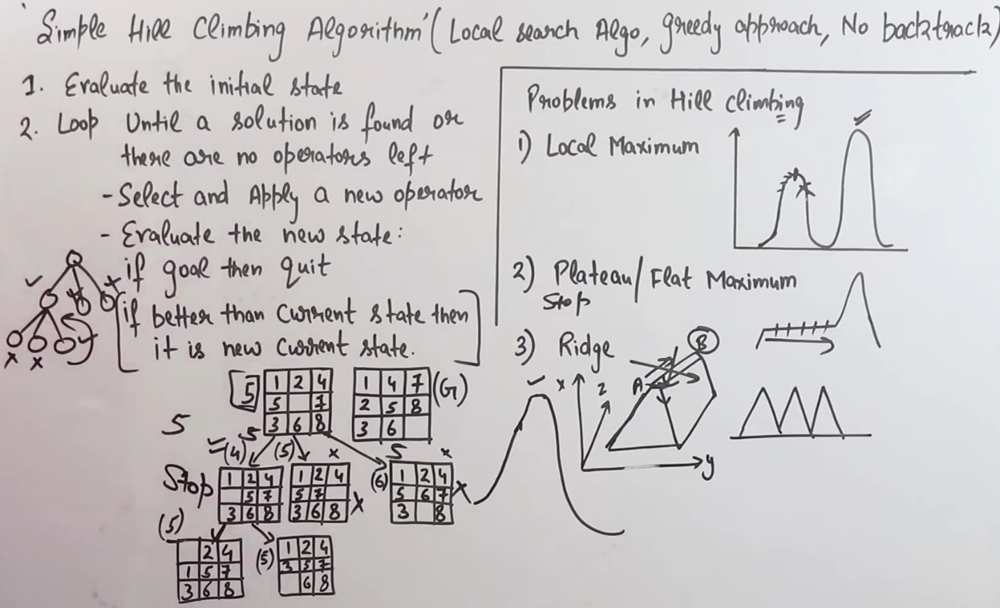 'Simple Hill Climbing Algorithm' (Local search Algo, greedy approach, No backtrack)
1. Evaluate the initial state
2. Loop Until a solution is found or
there are no operators left
- Select and Apply a new operator
- Evaluate the new state:
if goal then quit
[if better than current state then
it is new current state.]
Problems in Hill climbing
1) Local Maximum
2) Plateau/Flat Maximum
Stop
3) Ridge
B
A
x
z
y
5
1 2 4
5 7
3 6 8
1 4 7
2 5 8
3 6
(G)
5
5
(4)
(5)
x
5
x
Stop
1 2 4
5 7
3 6 8
1 2 4
5 7
3 6 8
x
(6)
1 2 4
5 6 7
3 8
x
(5)
2 4
1 5 7
3 6 8
(5)
1 2 4
3 5 7
6 8
x x